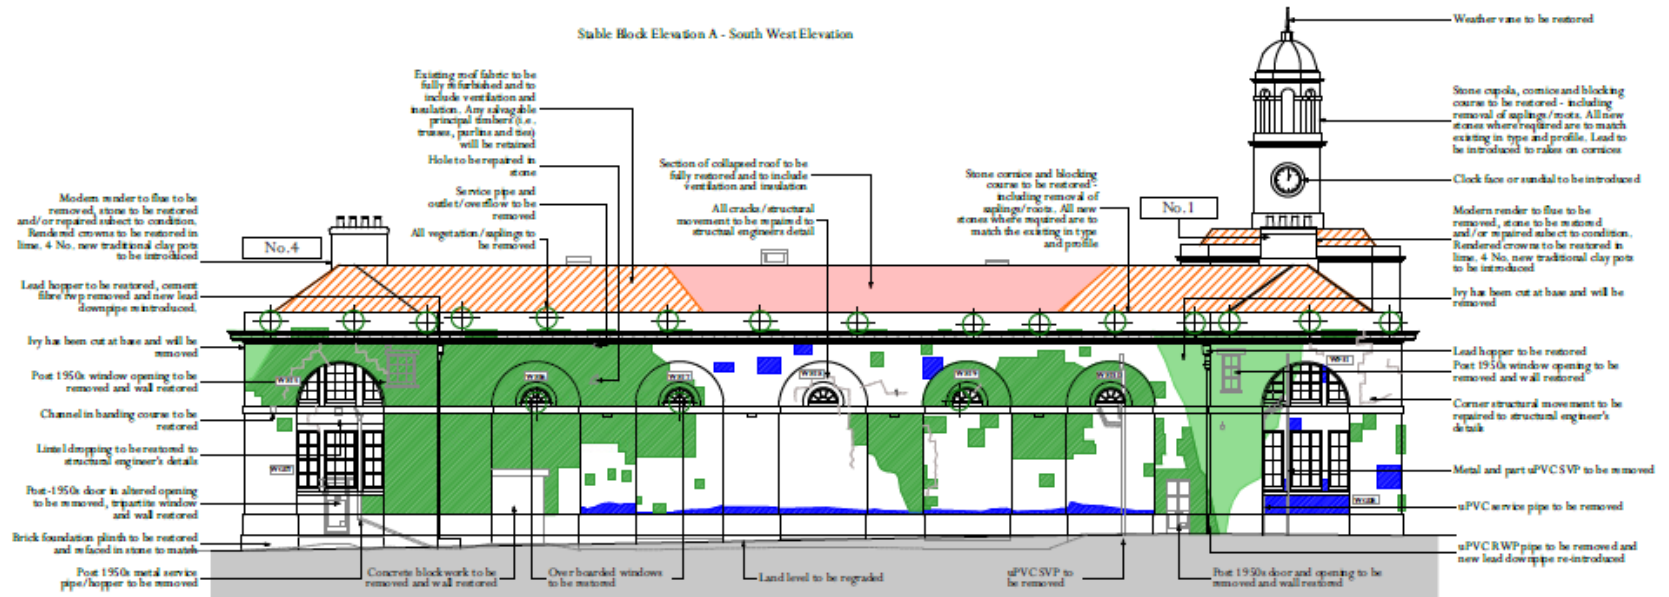 Stable Block Elevation A - South West Elevation
Existing roof fabric to be
fully refurbished and to
include ventilation and
insulation. Any salvagable
principal timbers (i.e.
trusses, purlins and ties)
will be retained
Hole to be repaired in
stone
Service pipe and
outlet/overflow to be
removed
All vegetation/saplings to
be removed
Section of collapsed roof to be
fully restored and to include
ventilation and insulation
All cracks/structural
movement to be repaired to
structual engineers detail
Stone cornice and blocking
course to be restored -
including removal of
saplings/roots. All new
stones where required are to
match the existing in type
and profile
No.4
No.1
Modern render to flue to be
removed, stone to be restored
and/or repaired subject to condition.
Rendered crowns to be restored in
lime. 4 No. new traditional clay pots
to be introduced
Lead hopper to be restored, cement
fibre rwp removed and new lead
downpipe reintroduced.
Ivy has been cut at base and will be
removed
Post 1950s window opening to
be removed and wall restored
Channel in banding course to be
restored
Lintel dropping to be restored to
structural engineer's details
Post-1950s door in altered opening
to be removed, tripartite window
and wall restored
Brick foundation plinth to be restored
and refaced in stone to match
Post 1950s metal service
pipe/hopper to be removed
Concrete blockwork to be
removed and wall restored
Over boarded windows
to be restored
Land level to be regraded
uPVC SVP to
be removed
Post 1950s door and opening to be
removed and wall restored
Weather vane to be restored
Stone cupola, cornice and blocking
course to be restored - including
removal of saplings/roots. All new
stones where required are to match
existing in type and profile. Lead to
be introduced to rakes on cornices
Clock face or sundial to be introduced
Modern render to flue to be
removed, stone to be restored
and/or repaired subect to condition.
Rendered crowns to be restored in
lime. 4 No. new traditional clay pots
to be introduced
Ivy has been cut at base and will be
removed
Lead hopper to be restored
Post 1950s window opening to be
removed and wall restored
Corner structural movement to be
repaired to structural engineer's
details
Metal and part uPVC SVP to be removed
uPVC service pipe to be removed
uPVC RWP pipe to be removed and
new lead downpipe re-introduced